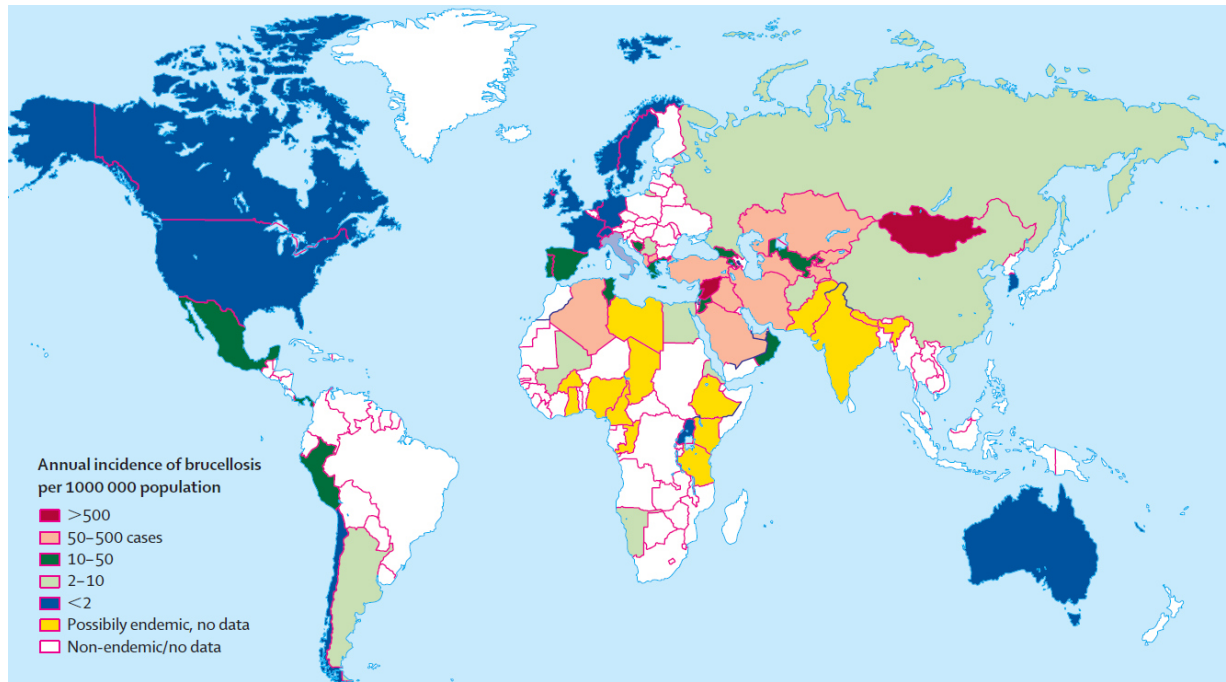 Annual incidence of brucellosis
per 1000 000 population
>500
50–500 cases
10–50
2–10
<2
Possibily endemic, no data
Non-endemic/no data